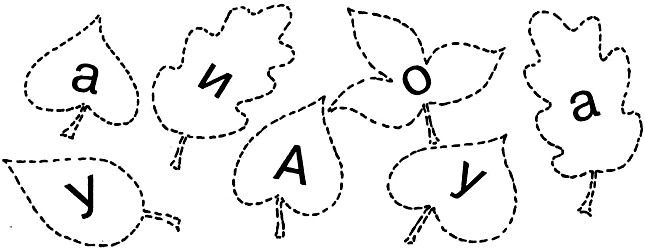 а и о а
у А у